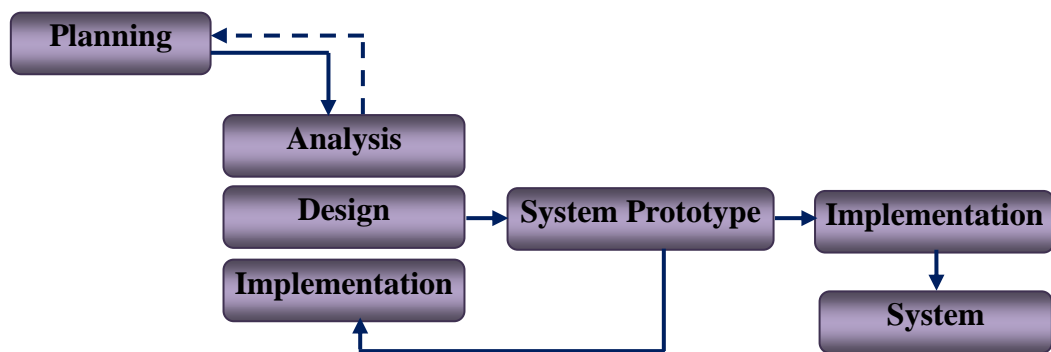 Planning
Analysis
Design
Implementation
System Prototype
Implementation
System